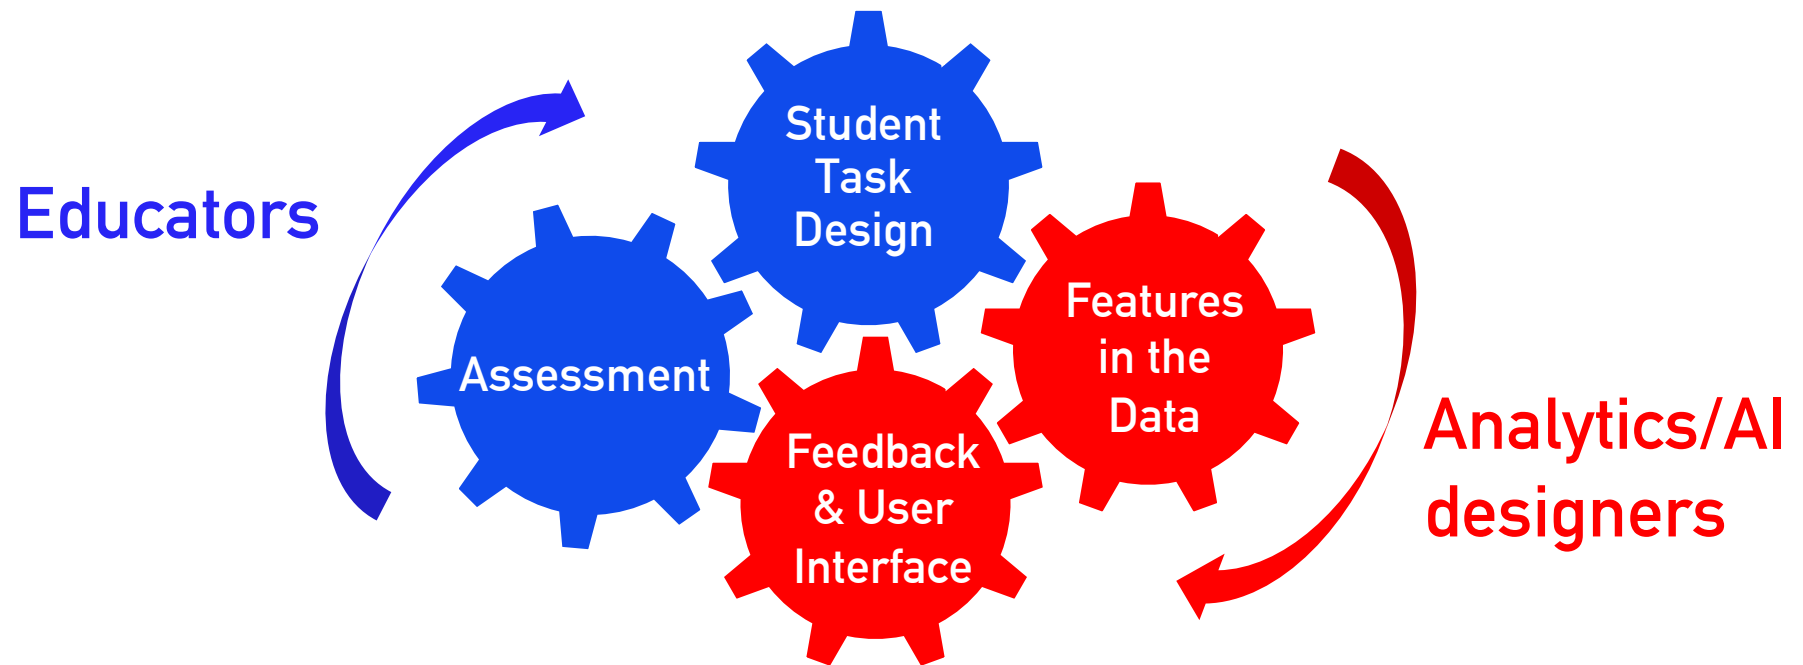 Educators
Student
Task
Design
Assessment
Features
in the
Data
Feedback
& User
Interface
Analytics/AI
designers